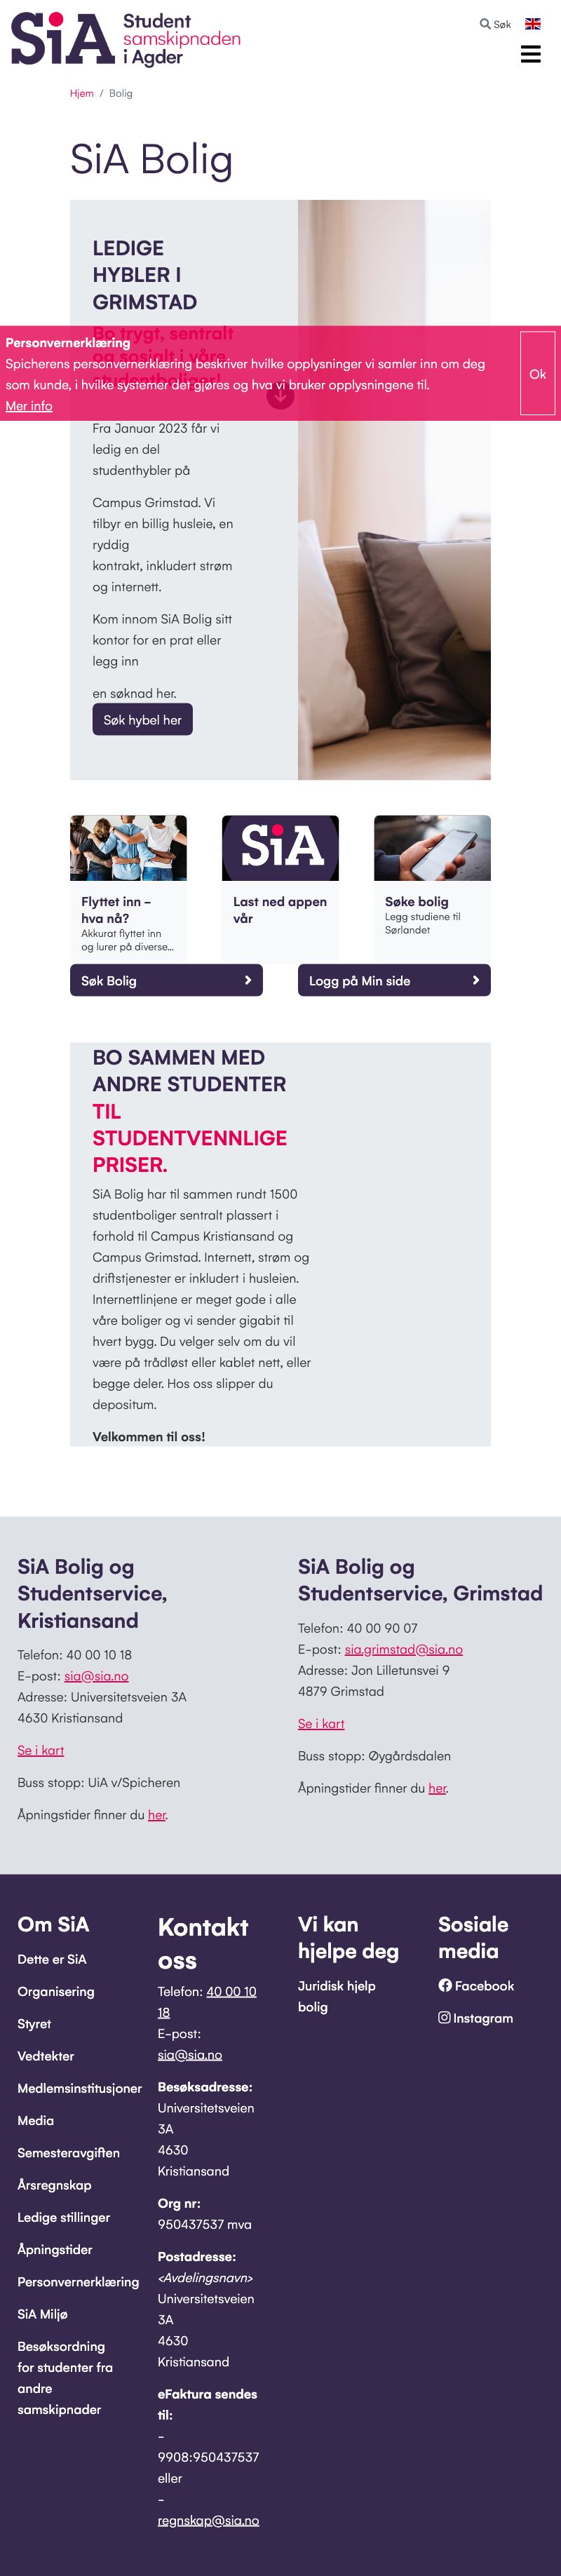 SiA Student
samskipnaden
i Agder
Søk
Hjem / Bolig
SiA Bolig
LEDIGE
HYBLER I
GRIMSTAD
Bo trygt, sentralt
og sosialt i våre
studentboliger!
Personvernerklæring
Spicherens personvernerklæring beskriver hvilke opplysninger vi samler inn om deg
som kunde, i hvilke systemer det gjøres og hva vi bruker opplysningene til.
Mer info
Ok
Fra Januar 2023 får vi
ledig en del
studenthybler på
Campus Grimstad. Vi
tilbyr en billig husleie, en
ryddig
kontrakt, inkludert strøm
og internett.
Kom innom SiA Bolig sitt
kontor for en prat eller
legg inn
en søknad her.
Søk hybel her
Flyttet inn -
hva nå?
Akkurat flyttet inn
og lurer på diverse...
SiA
Last ned appen
vår
Søke bolig
Legg studiene til
Sørlandet
Søk Bolig
Logg på Min side
BO SAMMEN MED
ANDRE STUDENTER
TIL
STUDENTVENNLIGE
PRISER.
SiA Bolig har til sammen rundt 1500
studentboliger sentralt plassert i
forhold til Campus Kristiansand og
Campus Grimstad. Internett, strøm og
driftstjenester er inkludert i husleien.
Internettlinjene er meget gode i alle
våre boliger og vi sender gigabit til
hvert bygg. Du velger selv om du vil
være på trådløst eller kablet nett, eller
begge deler. Hos oss slipper du
depositum.
Velkommen til oss!
SiA Bolig og
Studentservice,
Kristiansand
Telefon: 40 00 10 18
E-post: sia@sia.no
Adresse: Universitetsveien 3A
4630 Kristiansand
Se i kart
Buss stopp: UiA v/Spicheren
Åpningstider finner du her.
SiA Bolig og
Studentservice, Grimstad
Telefon: 40 00 90 07
E-post: sia.grimstad@sia.no
Adresse: Jon Lilletunsvei 9
4879 Grimstad
Se i kart
Buss stopp: Øygårdsdalen
Åpningstider finner du her.
Om SiA
Dette er SiA
Organisering
Styret
Vedtekter
Medlemsinstitusjoner
Media
Semesteravgiften
Årsregnskap
Ledige stillinger
Åpningstider
Personvernerklæring
SiA Miljø
Besøksordning
for studenter fra
andre
samskipnader
Kontakt
oss
Telefon: 40 00 10
18
E-post:
sia@sia.no
Besøksadresse:
Universitetsveien
3A
4630
Kristiansand
Org nr:
950437537 mva
Postadresse:
<Avdelingsnavn>
Universitetsveien
3A
4630
Kristiansand
eFaktura sendes
til:
-
9908:950437537
eller
-
regnskap@sia.no
Vi kan
hjelpe deg
Juridisk hjelp
bolig
Sosiale
media
Facebook
Instagram